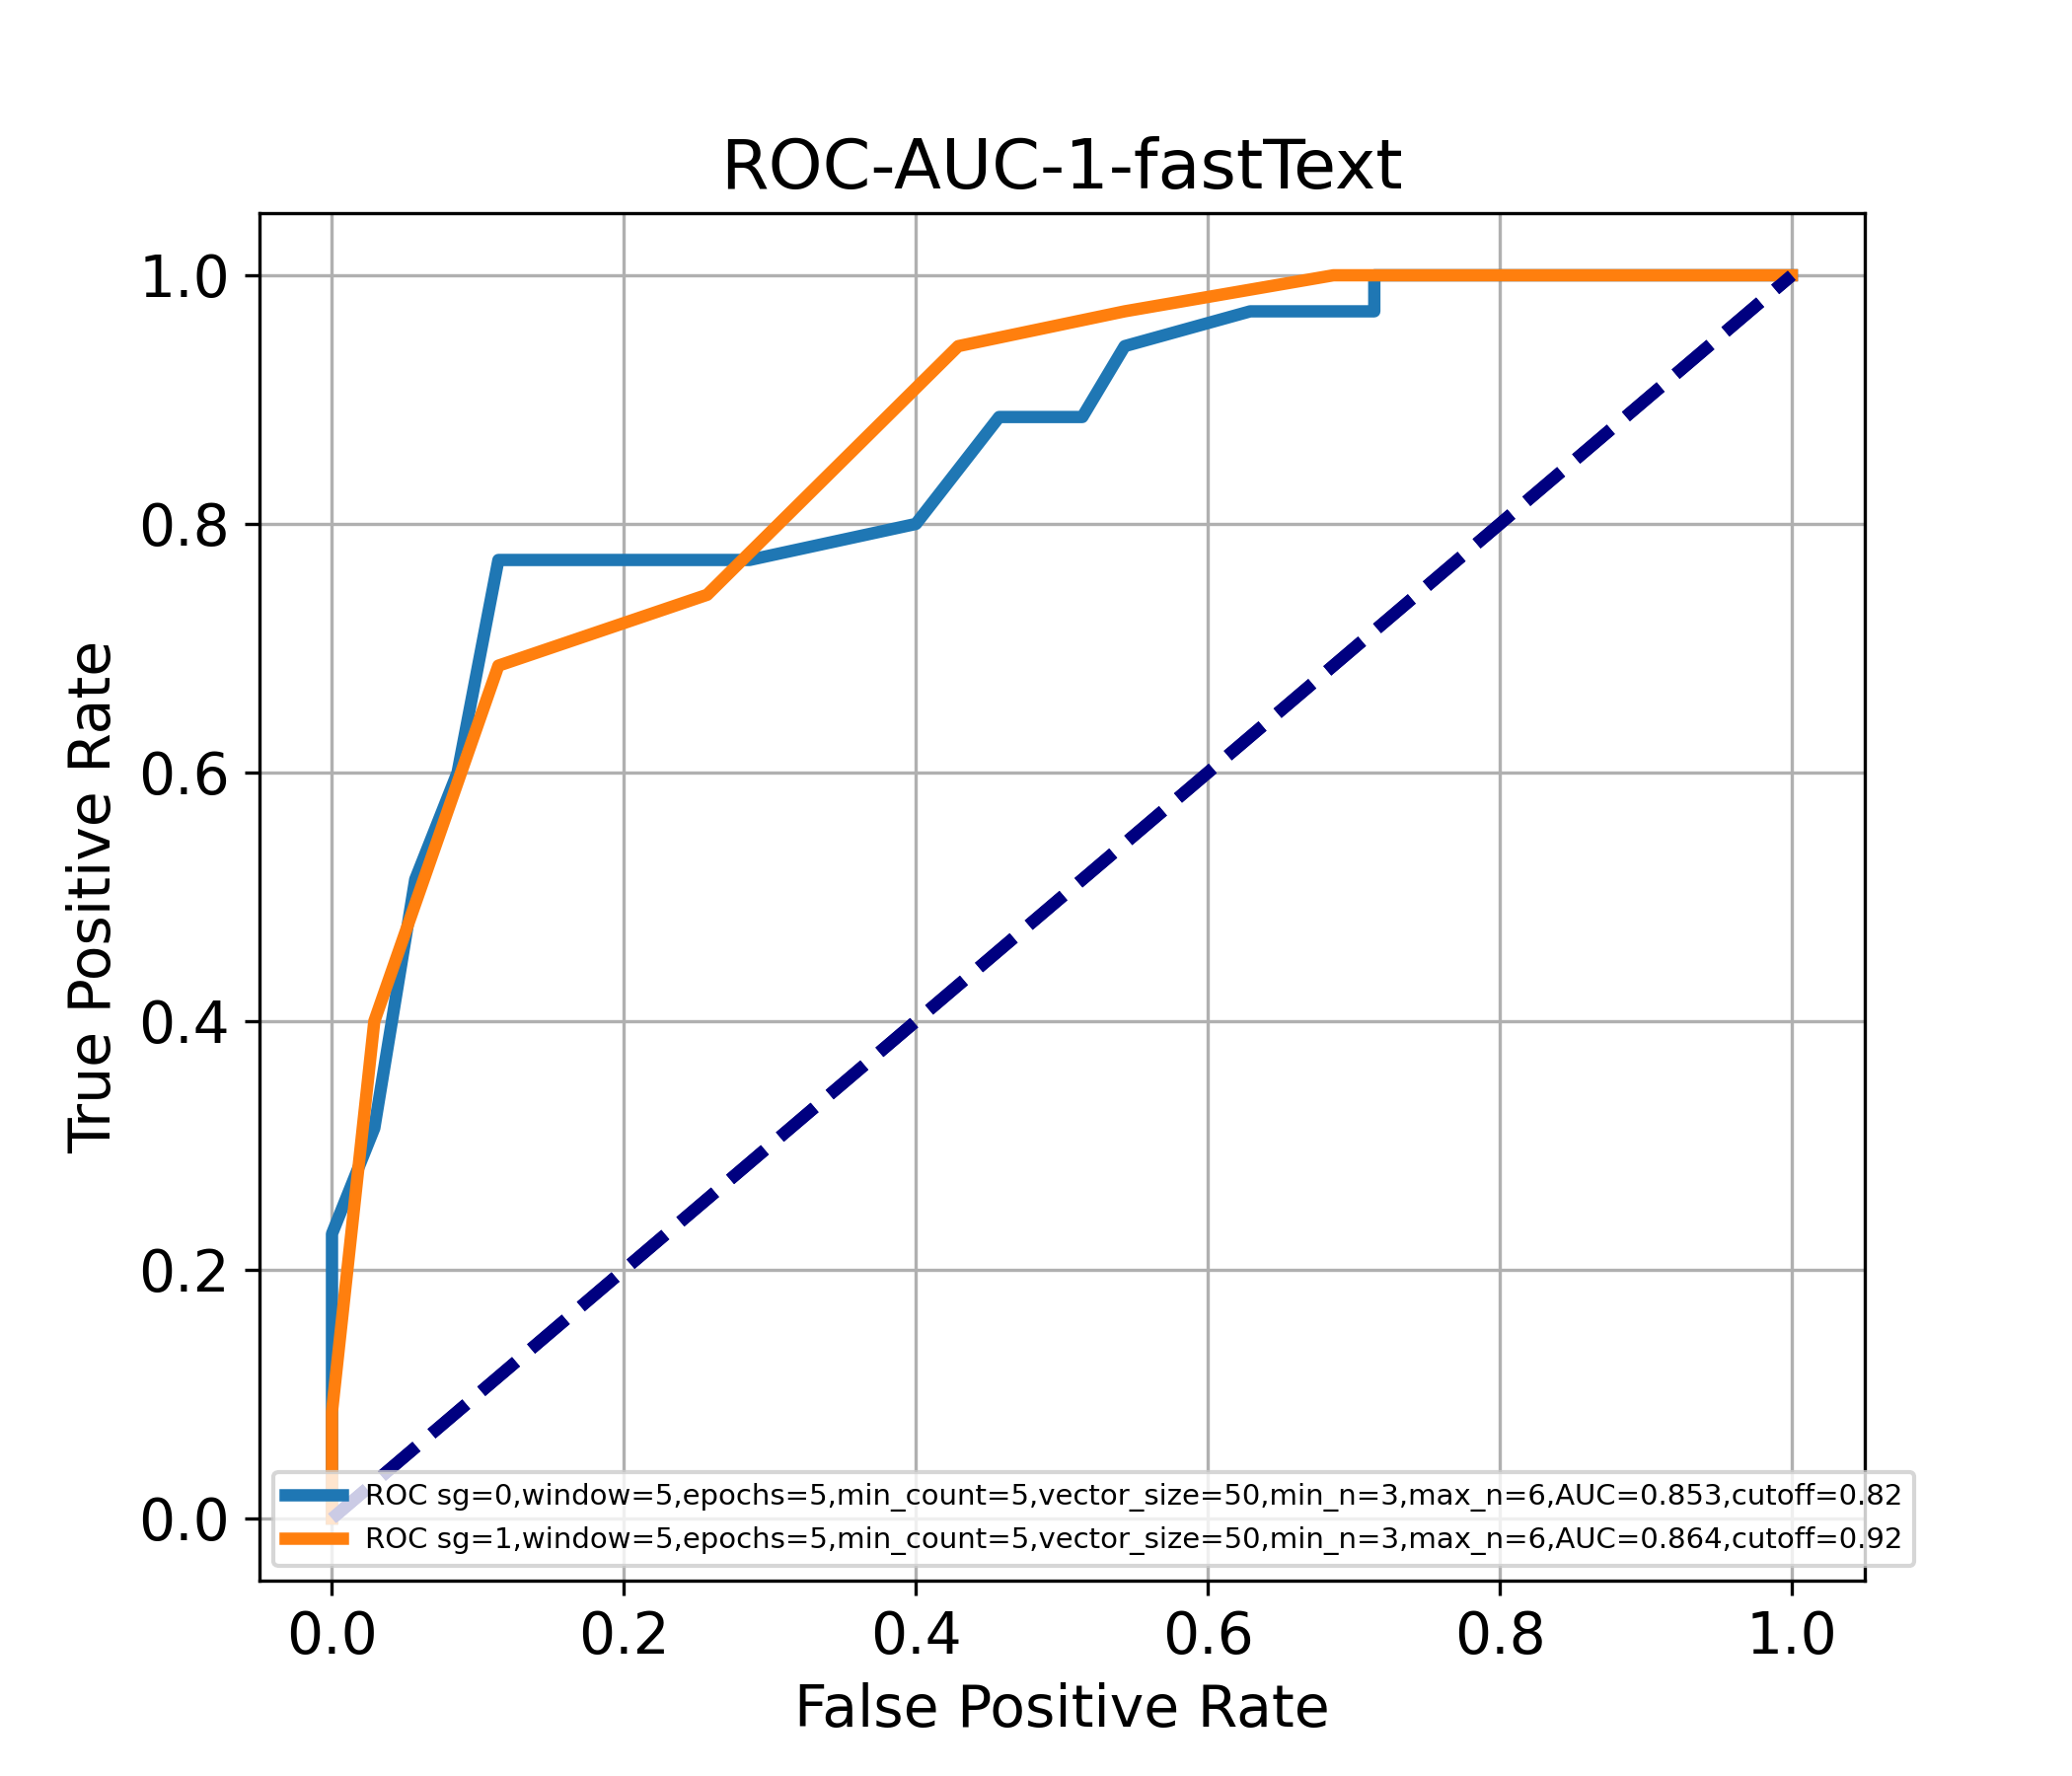 ROC-AUC-1-fastText
True Positive Rate
1.0
0.8
0.6
0.4
0.2
0.0
ROC sg=0,window=5,epochs=5,min_count=5,vector_size=50,min_n=3,max_n=6,AUC=0.853,cutoff=0.82
ROC sg=1,window=5,epochs=5,min_count=5,vector_size=50,min_n=3,max_n=6,AUC=0.864,cutoff=0.92
0.0 0.2 0.4 0.6 0.8 1.0
False Positive Rate